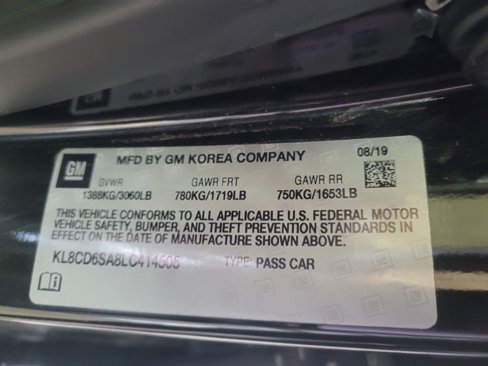 GM
MFD BY GM KOREA COMPANY
08/19
GVWR GAWR FRT GAWR RR
1388KG/3060LB 780KG/1719LB 750KG/1653LB
THIS VEHICLE CONFORMS TO ALL APPLICABLE U.S. FEDERAL MOTOR
VEHICLE SAFETY, BUMPER, AND THEFT PREVENTION STANDARDS IN
EFFECT ON THE DATE OF MANUFACTURE SHOWN ABOVE.
KL8CD6SA8LC414505 TYPE: PASS CAR